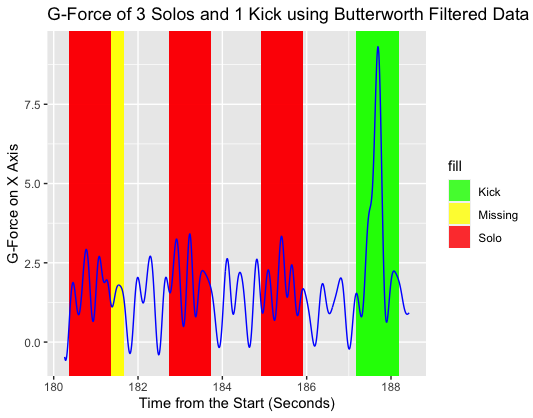 G-Force of 3 Solos and 1 Kick using Butterworth Filtered Data
G-Force on X Axis
7.5
5.0
2.5
0.0
180
182
184
186
188
Time from the Start (Seconds)
fill
Kick
Missing
Solo